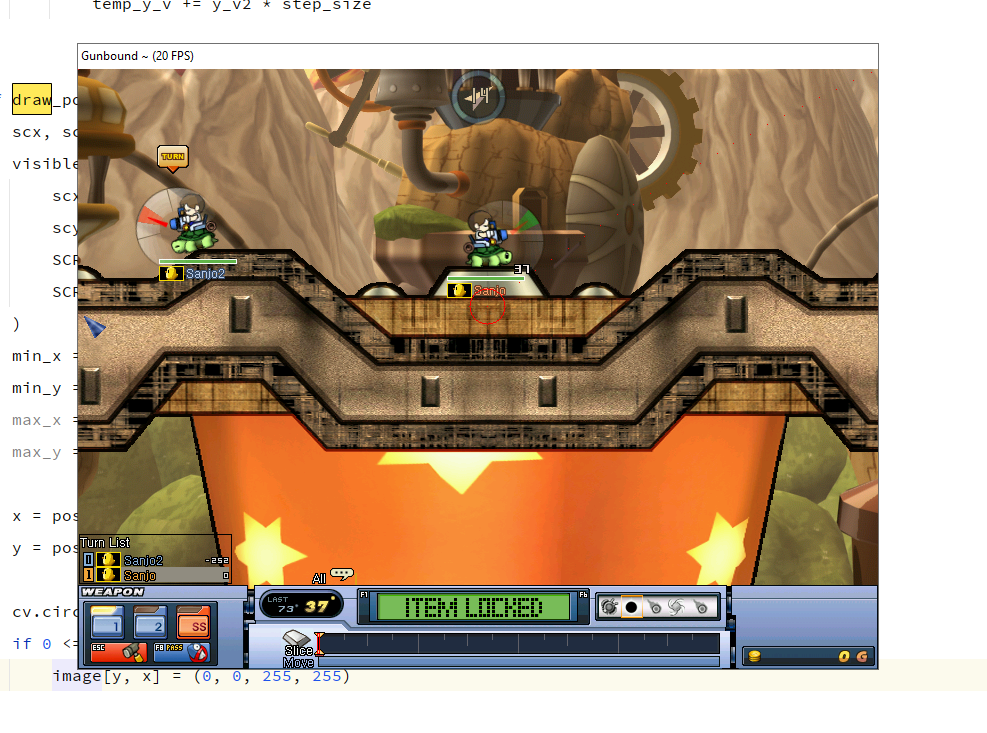 temp_y_v += y_v2 * step_size
Gunbound ~ (20 FPS)
draw_po
scx, sc
visible
scx
scy
SCR
SCR
)
min_x =
min_y =
max_x =
max_y =
x = pos
y = pos
cv.circ
if 0 <=
image[y, x] = (0, 0, 255, 255)
TURN
Sanjo2
37
Sanjo
Turn List
0 Sanjo2 -252
1 Sanjo 0
All
WEAPON
1 2 SS
ESC F8 PASS
LAST
73° 37°
F1 ITEM LOCKED F6
Slice
Move
0 G